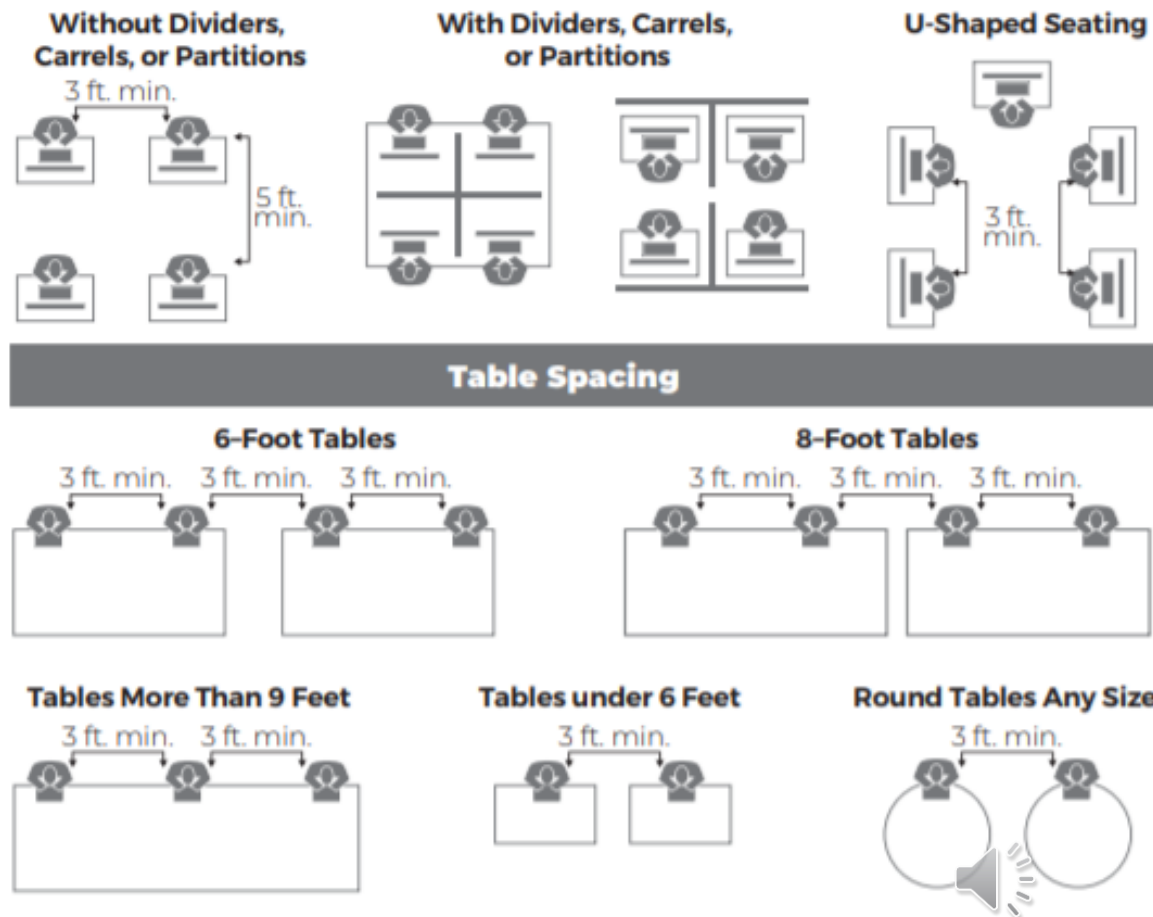 Without Dividers,
Carrels, or Partitions
3 ft. min.
5 ft.
min.
With Dividers, Carrels,
or Partitions
U-Shaped Seating
3 ft.
min.
Table Spacing
6-Foot Tables
3 ft. min. 3 ft. min. 3 ft. min.
8-Foot Tables
3 ft. min. 3 ft. min. 3 ft. min.
Tables More Than 9 Feet
3 ft. min. 3 ft. min.
Tables under 6 Feet
3 ft. min.
Round Tables Any Size
3 ft. min.